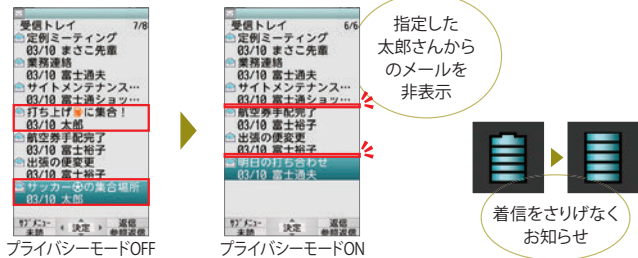 受信トレイ 7/8
定例ミーティング
03/10 まさこ先輩
業務連絡
03/10 富士通夫
サイトメンテナンス…
03/10 富士通ショッ…
打ち上げ🍺に集合！
03/10 太郎
航空券手配完了
03/10 富士裕子
出張の便変更
03/10 富士裕子
サッカー⚽の集合場所
03/10 太郎
ｻﾌﾞﾒﾆｭｰ 決定 返信
未読 参照返信
プライバシーモードOFF
受信トレイ 6/6
定例ミーティング
03/10 まさこ先輩
業務連絡
03/10 富士通夫
サイトメンテナンス…
03/10 富士通ショッ…
航空券手配完了
03/10 富士裕子
出張の便変更
03/10 富士裕子
明日の打ち合わせ
03/10 富士通夫
ｻﾌﾞﾒﾆｭｰ 決定 返信
未読 参照返信
プライバシーモードON
指定した
太郎さんから
のメールを
非表示
着信をさりげなく
お知らせ